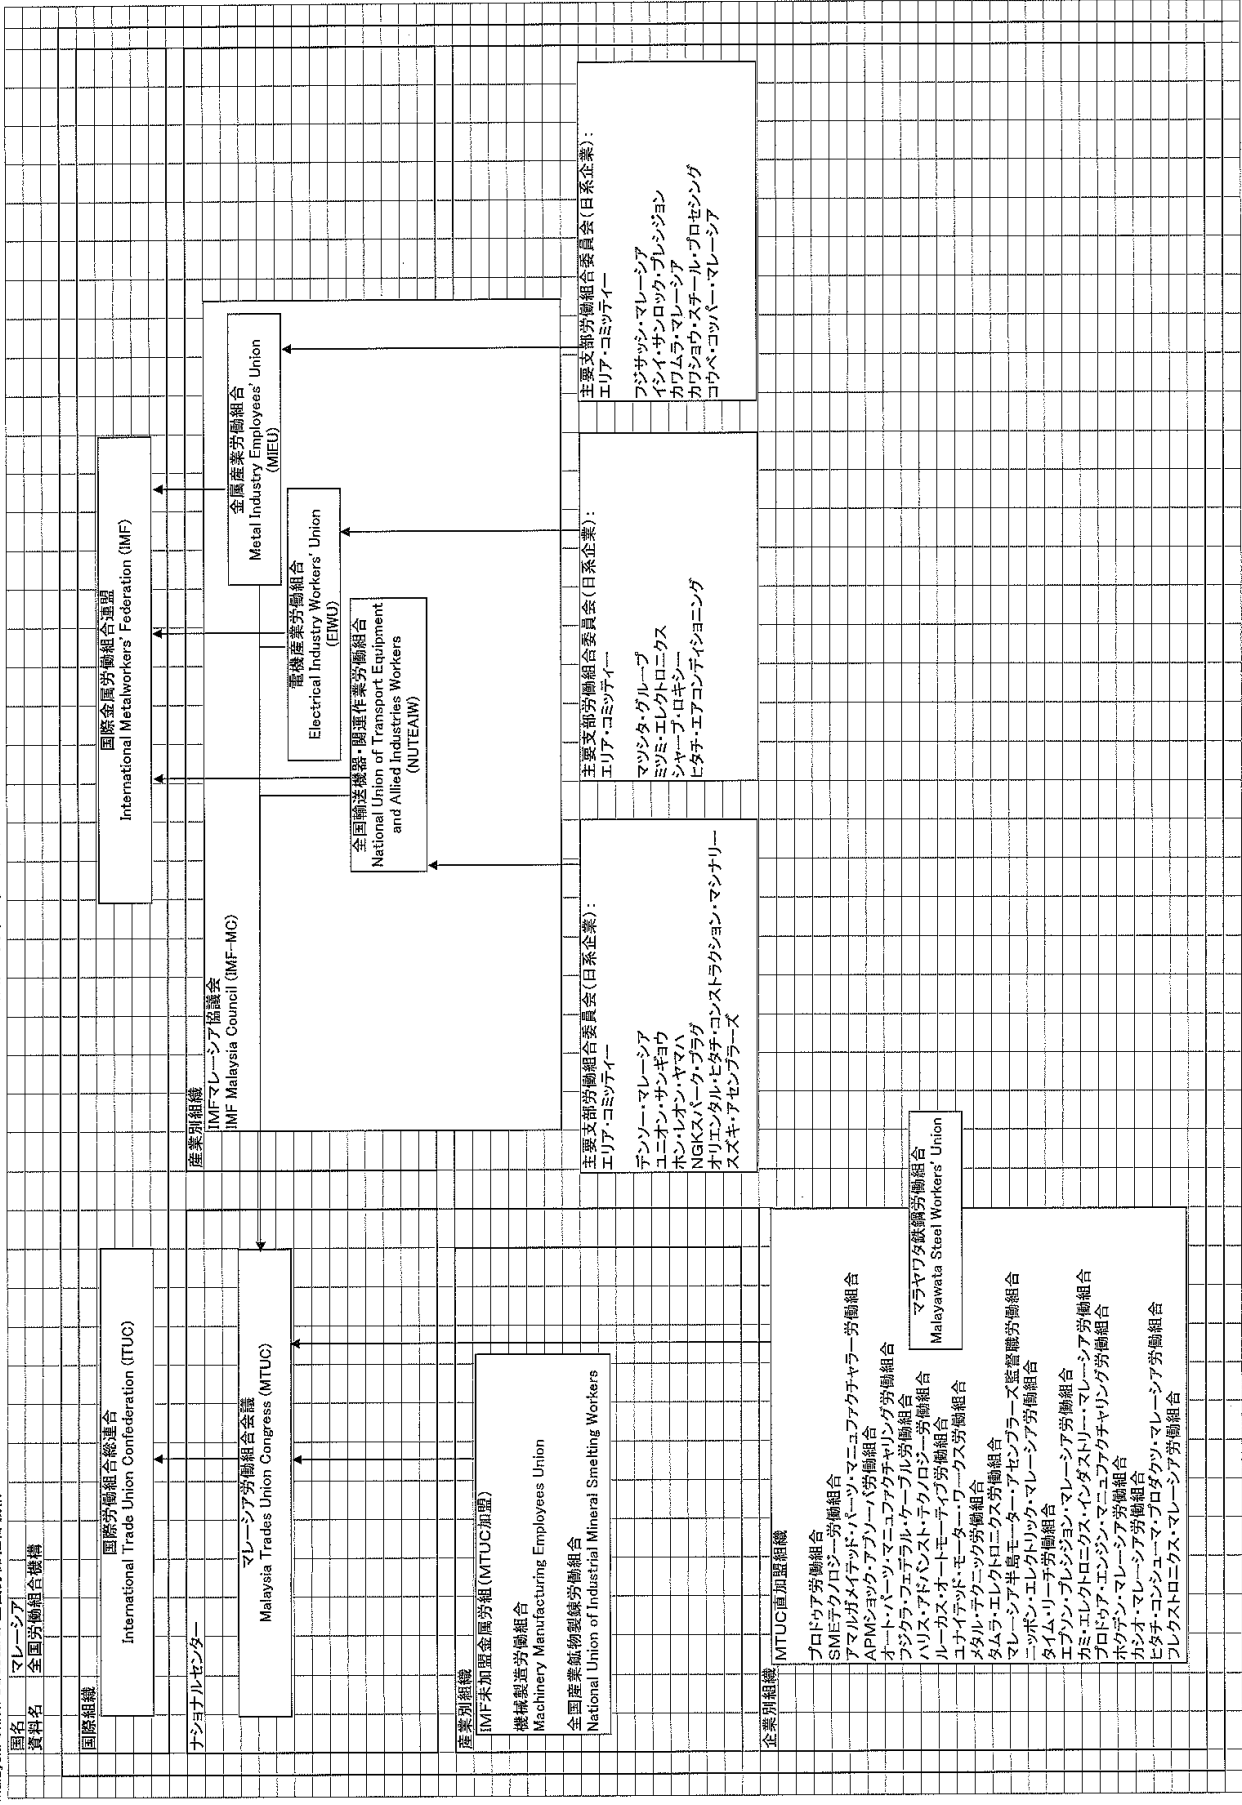 国名 マレーシア
資料名 全国労働組合機構
国際組織
国際労働組合総連合
International Trade Union Confederation (ITUC)
国際金属労働組合連盟
International Metalworkers' Federation (IMF)
ナショナルセンター
マレーシア労働組合会議
Malaysia Trades Union Congress (MTUC)
産業別組織
IMFマレーシア協議会
IMF Malaysia Council (IMF-MC)
金属産業労働組合
Metal Industry Employees' Union
(MIEU)
電機産業労働組合
Electrical Industry Workers' Union
(EIWU)
全国輸送機器・関連作業労働組合
National Union of Transport Equipment
and Allied Industries Workers
(NUTEAIW)
産業別組織
IMF未加盟金属労組(MTUC加盟)
機械製造労働組合
Machinery Manufacturing Employees Union
全国産業鉱物製錬労働組合
National Union of Industrial Mineral Smelting Workers
主要支部労働組合委員会(日系企業):
エリア・コミッティー
デンソー・マレーシア
ユニオン・サンギョウ
ホン・レオン・ヤマハ
NGKスパーク・プラグ
オリエンタル・ヒタチ・コンストラクション・マシナリー
スズキ・アセンブラーズ
主要支部労働組合委員会(日系企業):
エリア・コミッティー
マツシタ・グループ
ミツミ・エレクトロニクス
シャープ・ロキシー
ヒタチ・エアコンディショニング
主要支部労働組合委員会(日系企業):
エリア・コミッティー
フジサッシ・マレーシア
イシイ・サンロック・プレシジョン
カワムラ・マレーシア
カワショウ・スチール・プロセシング
コウベ・コッパー・マレーシア
企業別組織
MTUC直加盟組織
プロドゥア労働組合
SMEテクノロジー労働組合
アマルガメイテッド・パーツ・マニュファクチャラー労働組合
APMショック・アブソーバ労働組合
オート・パーツ・マニュファクチャリング労働組合
フジクラ・フェデラル・ケーブル労働組合
ハリス・アドバンスト・テクノロジー労働組合
ルーカス・オートモーティブ労働組合
ユナイテッド・モーター・ワークス労働組合
メタル・テクニック労働組合
タムラ・エレクトロニクス労働組合
マレーシア半島モーター・アセンブラーズ監督職労働組合
ニッポン・エレクトリック・マレーシア労働組合
タイム・リーチ労働組合
エプソン・プレシジョン・マレーシア労働組合
カミ・エレクトロニクス・インダストリー・マレーシア労働組合
プロドゥア・エンジン・マニュファクチャリング労働組合
ホクデン・マレーシア労働組合
カシオ・マレーシア労働組合
ヒタチ・コンシューマ・プロダクツ・マレーシア労働組合
フレクストロニクス・マレーシア労働組合
マラヤワタ鉄鋼労働組合
Malayawata Steel Workers' Union